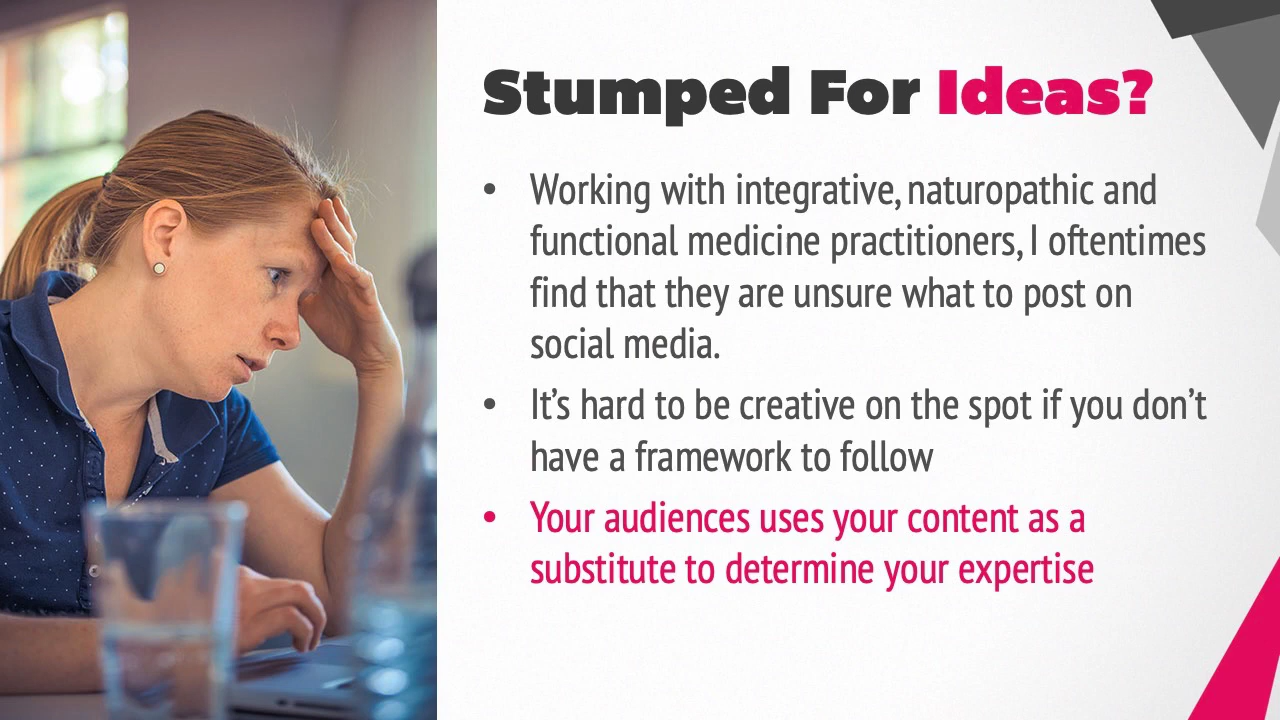 Stumped For Ideas?
• Working with integrative, naturopathic and
functional medicine practitioners, I oftentimes
find that they are unsure what to post on
social media.
• It’s hard to be creative on the spot if you don’t
have a framework to follow
• Your audiences uses your content as a
substitute to determine your expertise